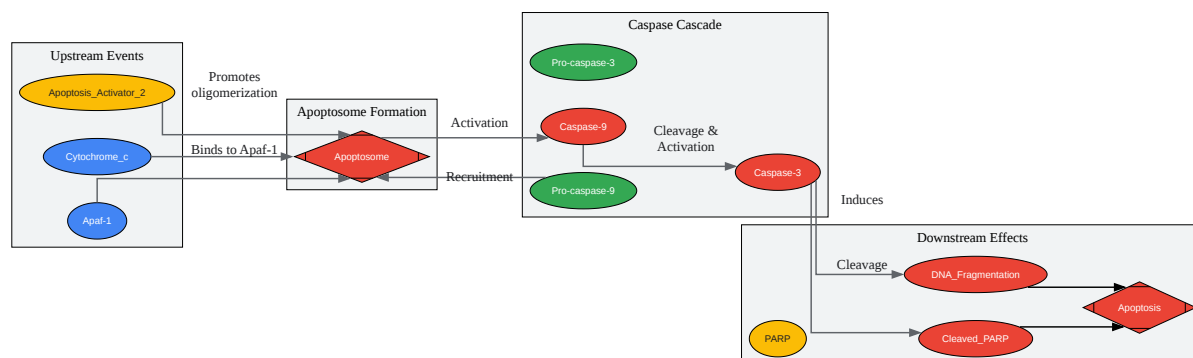 Upstream Events
Apoptosis_Activator_2
Cytochrome_c
Apaf-1
Promotes
oligomerization
Binds to Apaf-1
Apoptosome Formation
Apoptosome
Activation
Recruitment
Caspase Cascade
Pro-caspase-3
Caspase-9
Pro-caspase-9
Cleavage &
Activation
Caspase-3
Induces
Cleavage
Downstream Effects
DNA_Fragmentation
PARP
Cleaved_PARP
Apoptosis